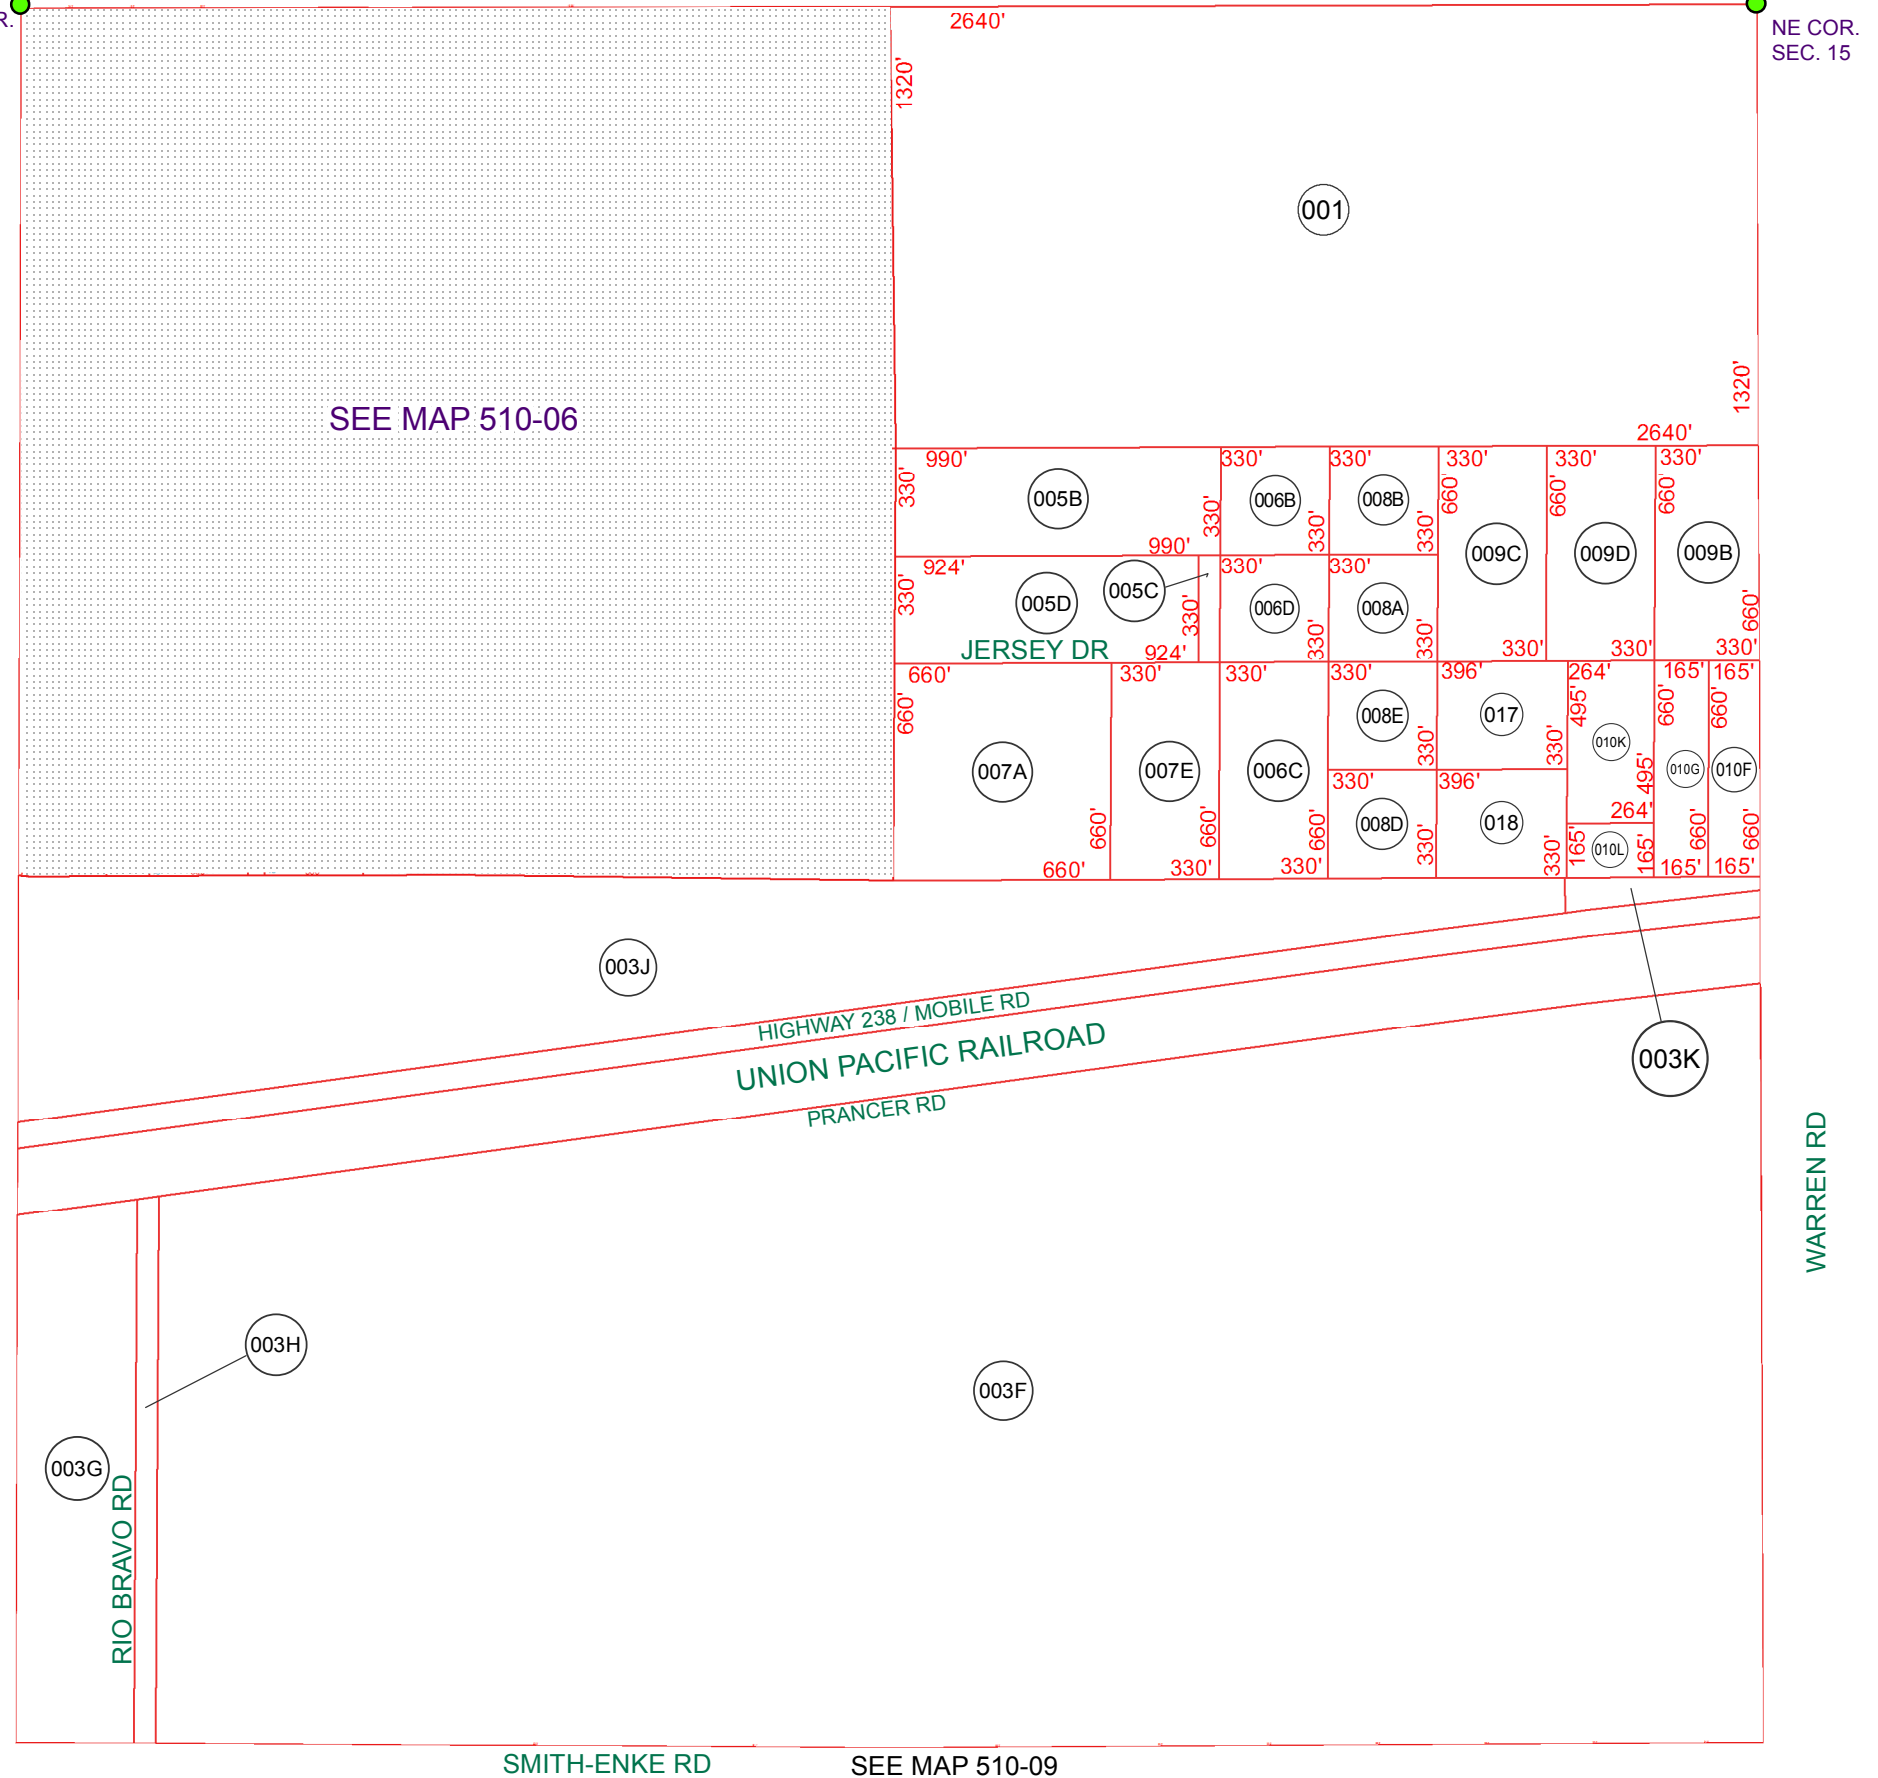 R.
NE COR.
SEC. 15
2640'
1320'
001
1320'
2640'
SEE MAP 510-06
990'
330'
330'
330'
330'
330'
330'
005B
330'
006B
330'
008B
330'
660'
009C
660'
009D
660'
009B
990'
924'
330'
330'
330'
005D
005C
330'
006D
330'
008A
330'
660'
JERSEY DR
924'
330'
330'
330'
660'
330'
330'
330'
396'
264'
165'
165'
660'
008E
330'
017
330'
495'
010K
495'
660'
660'
007A
007E
006C
010G
010F
330'
396'
264'
660'
660'
660'
008D
330'
018
330'
165'
010L
165'
660'
660'
660'
330'
330'
165'
165'
003J
HIGHWAY 238 / MOBILE RD
UNION PACIFIC RAILROAD
PRANCER RD
003K
WARREN RD
003H
003F
003G
RIO BRAVO RD
SMITH-ENKE RD
SEE MAP 510-09